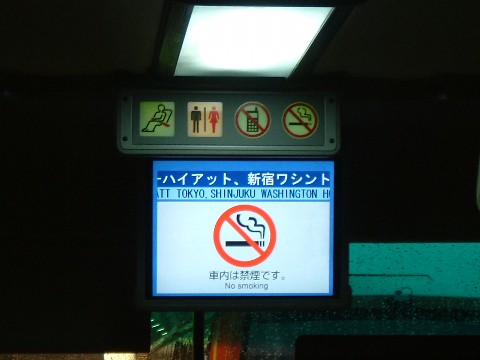 ーハイアット、新宿ワシント
ATT TOKYO, SHINJUKU WASHINGTON H
車内は禁煙です。
No smoking